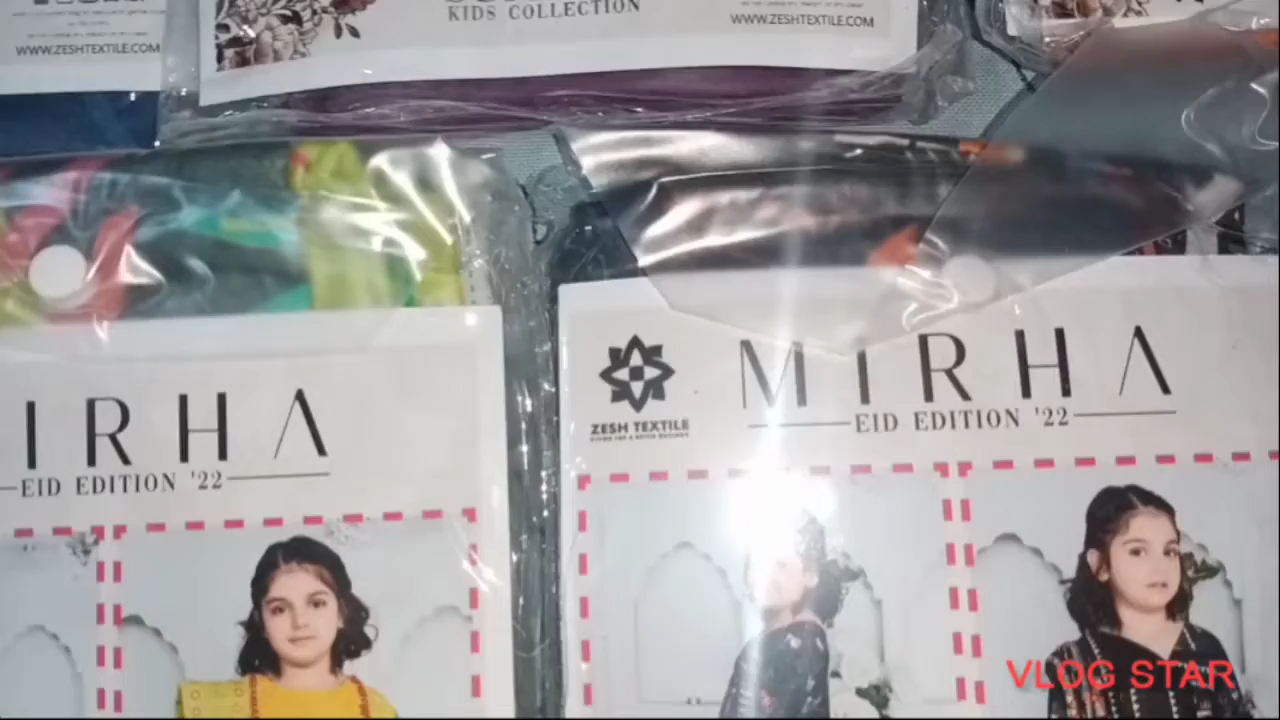 WWW.ZESHTEXTILE.COM
KIDS COLLECTION
WWW.ZESHTEXTILE.COM
IRHA
EID EDITION '22
ZESH TEXTILE
MIRHA
EID EDITION '22
VLOG STAR